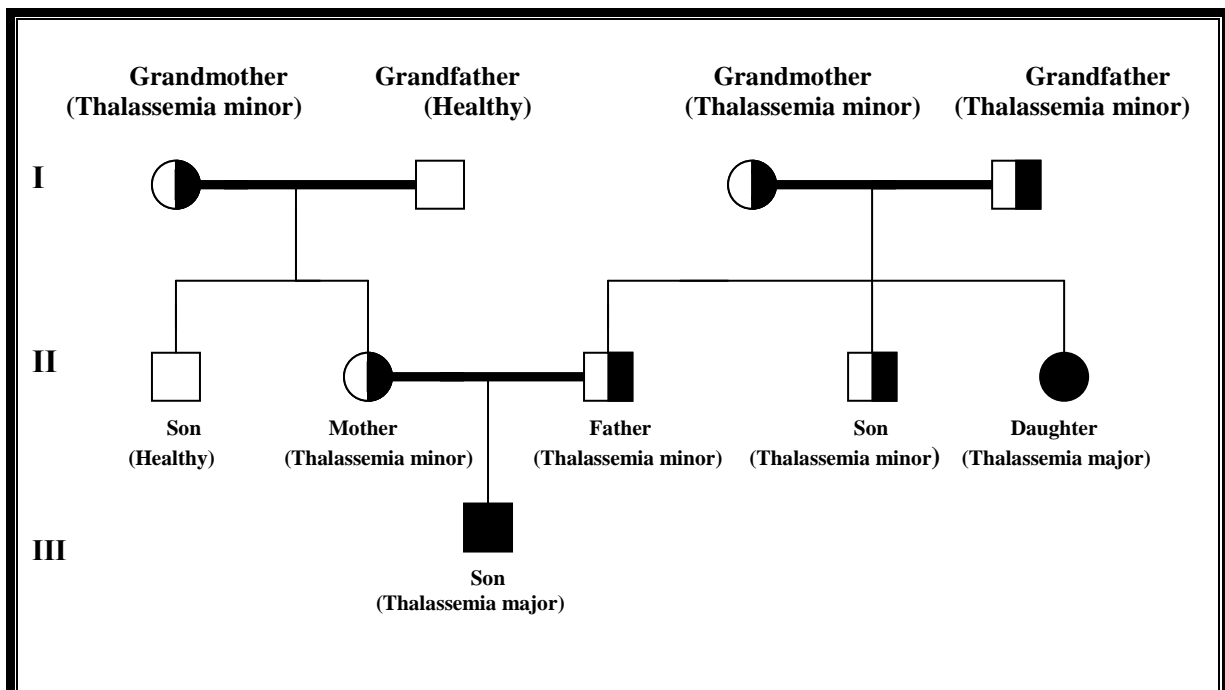 Grandmother Grandfather Grandmother Grandfather
(Thalassemia minor) (Healthy) (Thalassemia minor) (Thalassemia minor)
I
II
Son Mother Father Son Daughter
(Healthy) (Thalassemia minor) (Thalassemia minor) (Thalassemia minor) (Thalassemia major)
III
Son
(Thalassemia major)